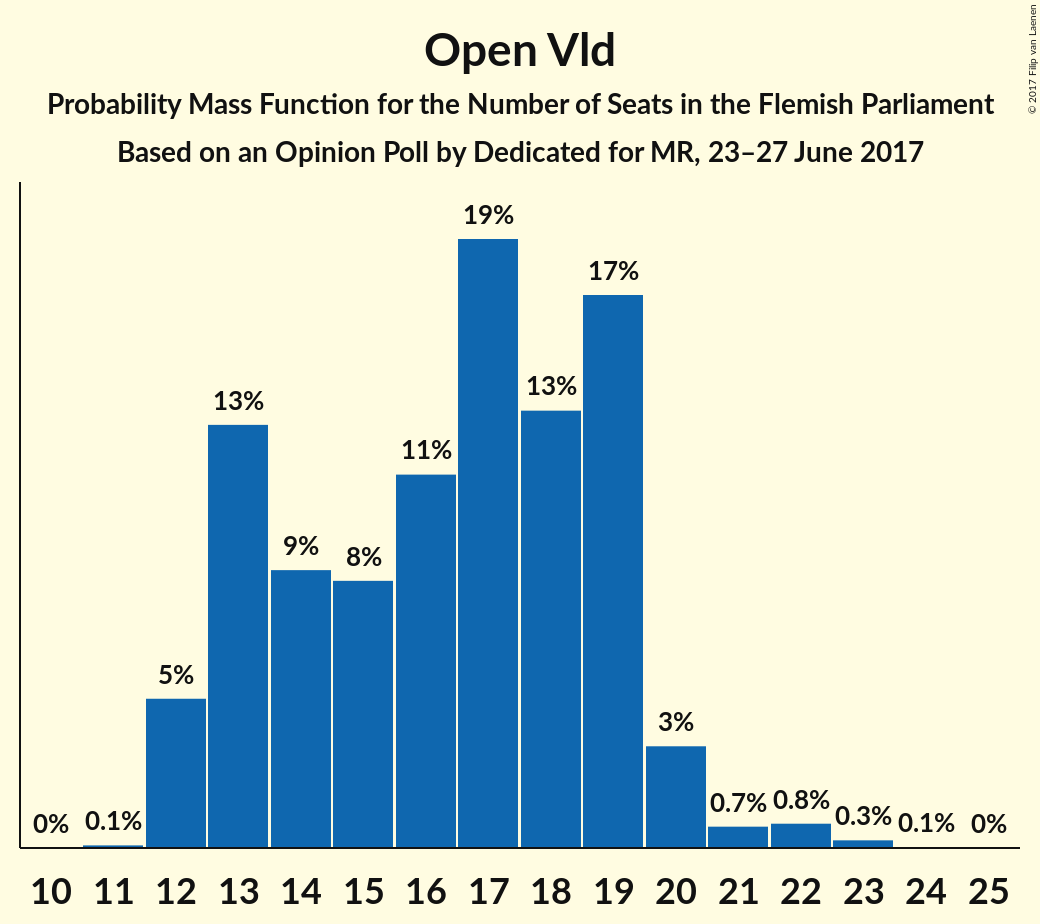 Open Vld
Probability Mass Function for the Number of Seats in the Flemish Parliament
Based on an Opinion Poll by Dedicated for MR, 23–27 June 2017
© 2017 Filip van Laenen
0% 0.1% 5% 13% 9% 8% 11% 19% 13% 17% 3% 0.7% 0.8% 0.3% 0.1% 0%
10 11 12 13 14 15 16 17 18 19 20 21 22 23 24 25